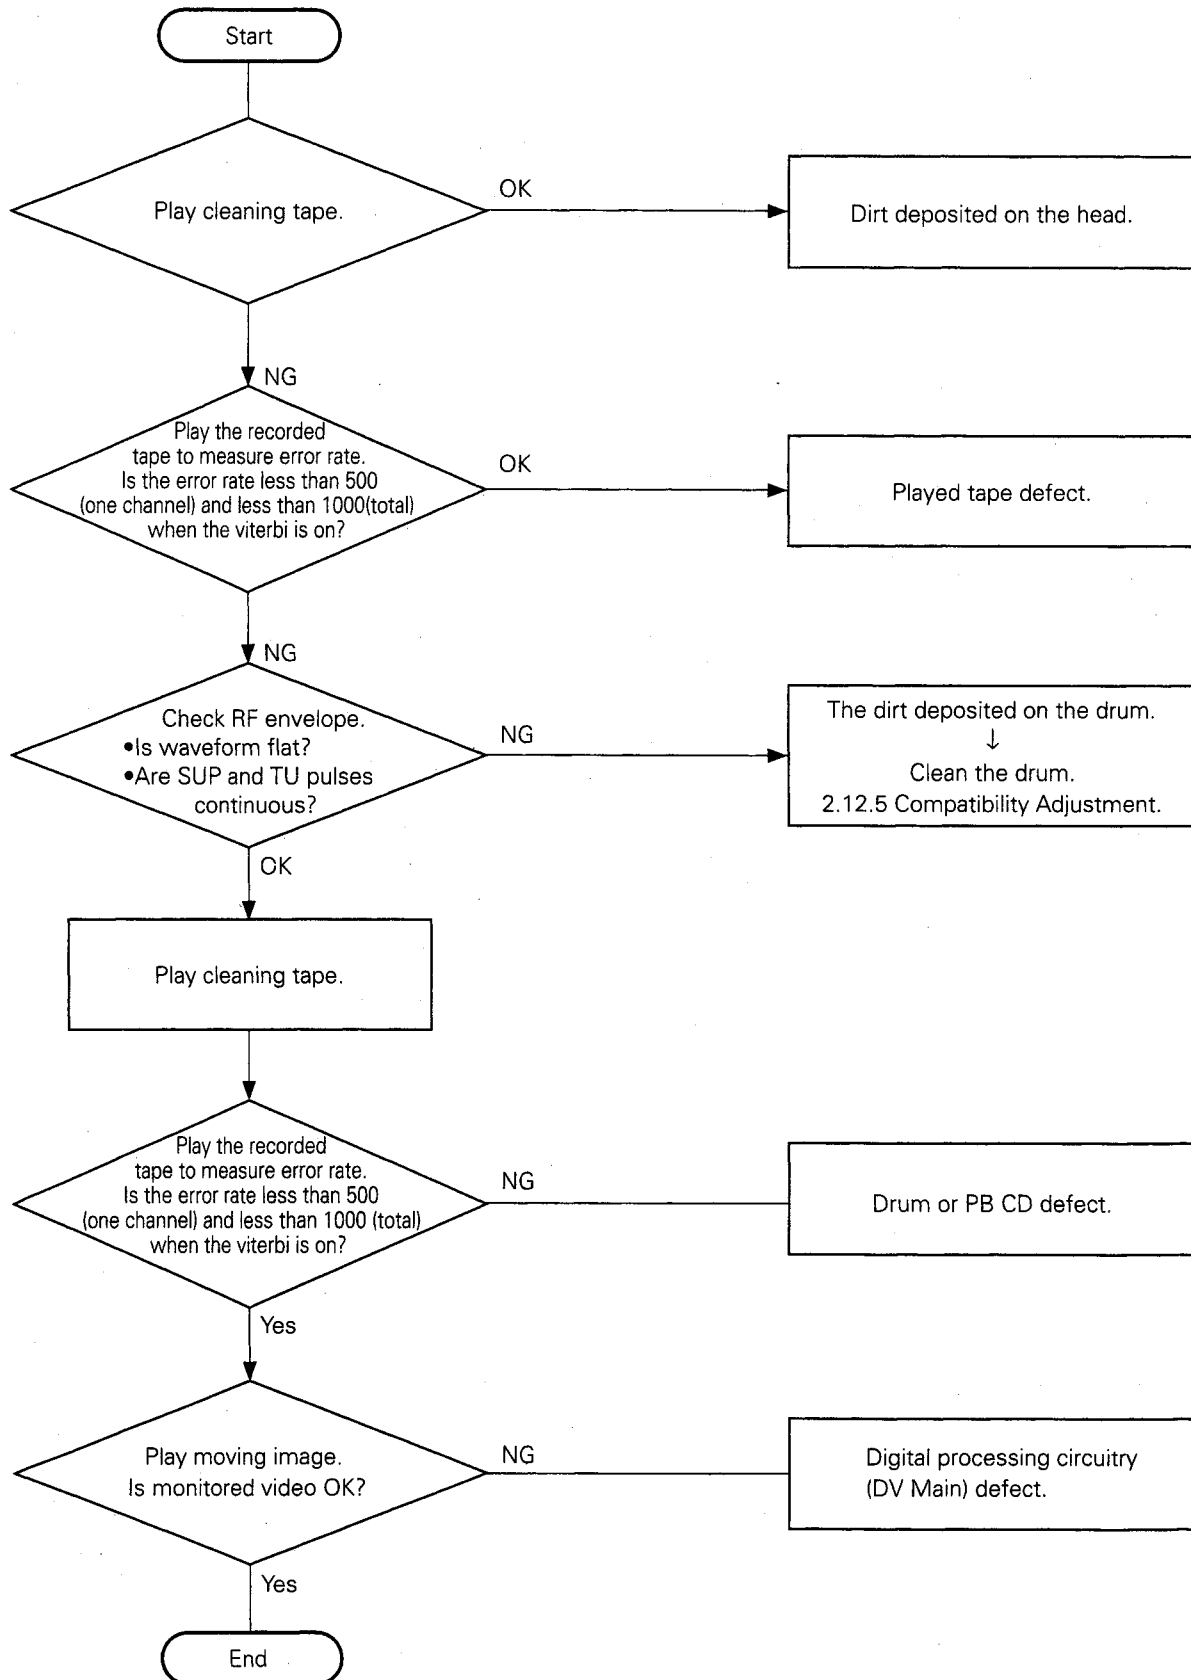 Start
Play cleaning tape.
OK
Dirt deposited on the head.
NG
Play the recorded
tape to measure error rate.
Is the error rate less than 500
(one channel) and less than 1000(total)
when the viterbi is on?
OK
Played tape defect.
NG
Check RF envelope.
•Is waveform flat?
•Are SUP and TU pulses
continuous?
NG
The dirt deposited on the drum.
↓
Clean the drum.
2.12.5 Compatibility Adjustment.
OK
Play cleaning tape.
Play the recorded
tape to measure error rate.
Is the error rate less than 500
(one channel) and less than 1000 (total)
when the viterbi is on?
NG
Drum or PB CD defect.
Yes
Play moving image.
Is monitored video OK?
NG
Digital processing circuitry
(DV Main) defect.
Yes
End